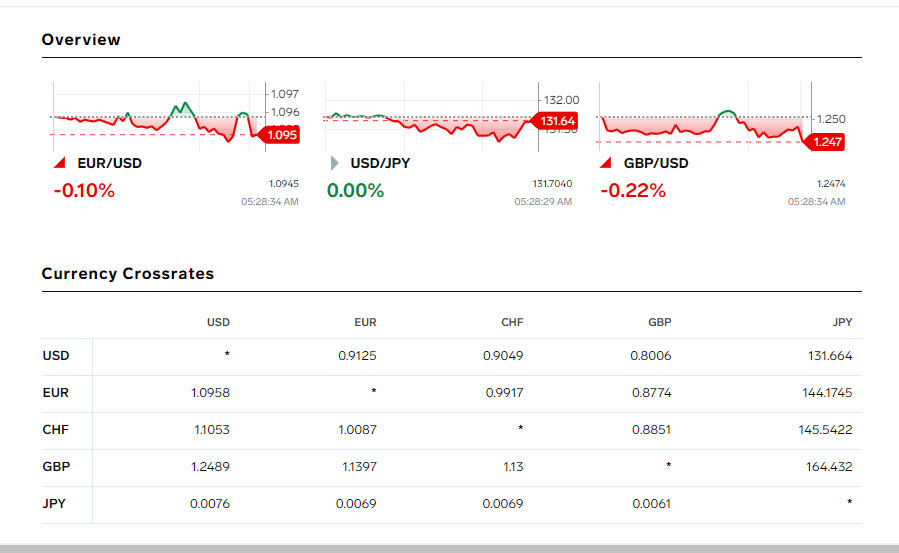 Overview
1.097
1.096
1.095
132.00
131.64
1.250
1.247
EUR/USD
USD/JPY
GBP/USD
-0.10% 1.0945
0.00% 131.7040
-0.22% 1.2474
05:28:34 AM
05:28:29 AM
05:28:34 AM
Currency Crossrates
USD EUR CHF GBP JPY
USD * 0.9125 0.9049 0.8006 131.664
EUR 1.0958 * 0.9917 0.8774 144.1745
CHF 1.1053 1.0087 * 0.8851 145.5422
GBP 1.2489 1.1397 1.13 * 164.432
JPY 0.0076 0.0069 0.0069 0.0061 *